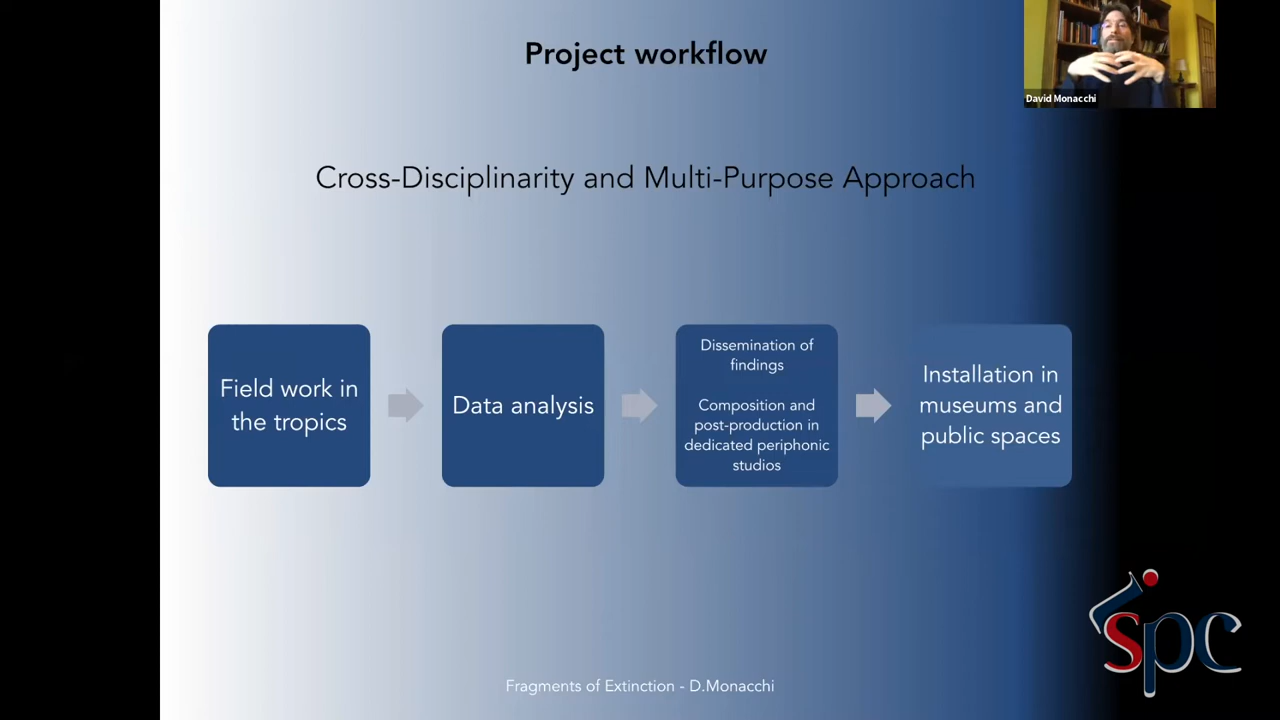 Project workflow
David Monacchi
Cross-Disciplinarity and Multi-Purpose Approach
Field work in
the tropics
Data analysis
Dissemination of
findings
Composition and
post-production in
dedicated periphonic
studios
Installation in
museums and
public spaces
spc
Fragments of Extinction - D.Monacchi